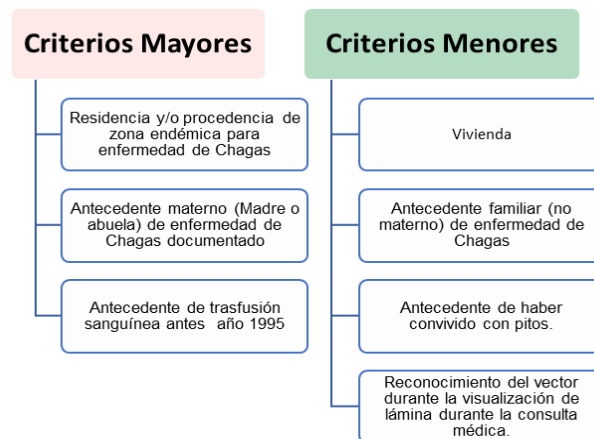 Criterios Mayores
Residencia y/o procedencia de
zona endémica para
enfermedad de Chagas
Antecedente materno (Madre o
abuela) de enfermedad de
Chagas documentado
Antecedente de trasfusión
sanguínea antes año 1995
Criterios Menores
Vivienda
Antecedente familiar (no
materno) de enfermedad de
Chagas
Antecedente de haber
convivido con pitos.
Reconocimiento del vector
durante la visualización de
lámina durante la consulta
médica.